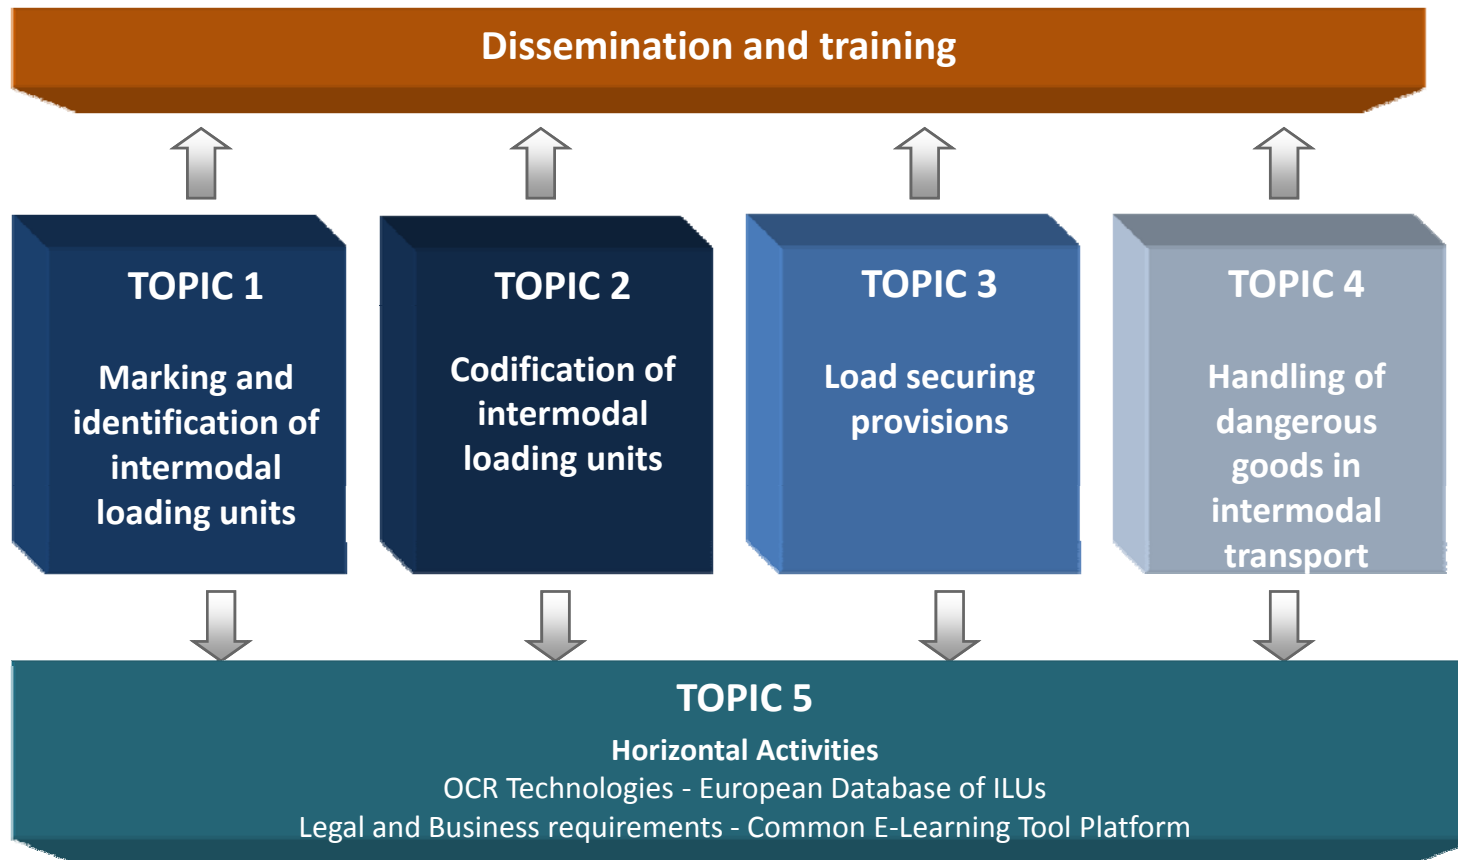 Dissemination and training
TOPIC 1
Marking and
identification of
intermodal
loading units
TOPIC 2
Codification of
intermodal
loading units
TOPIC 3
Load securing
provisions
TOPIC 4
Handling of
dangerous
goods in
intermodal
transport
TOPIC 5
Horizontal Activities
OCR Technologies - European Database of ILUs
Legal and Business requirements - Common E-Learning Tool Platform